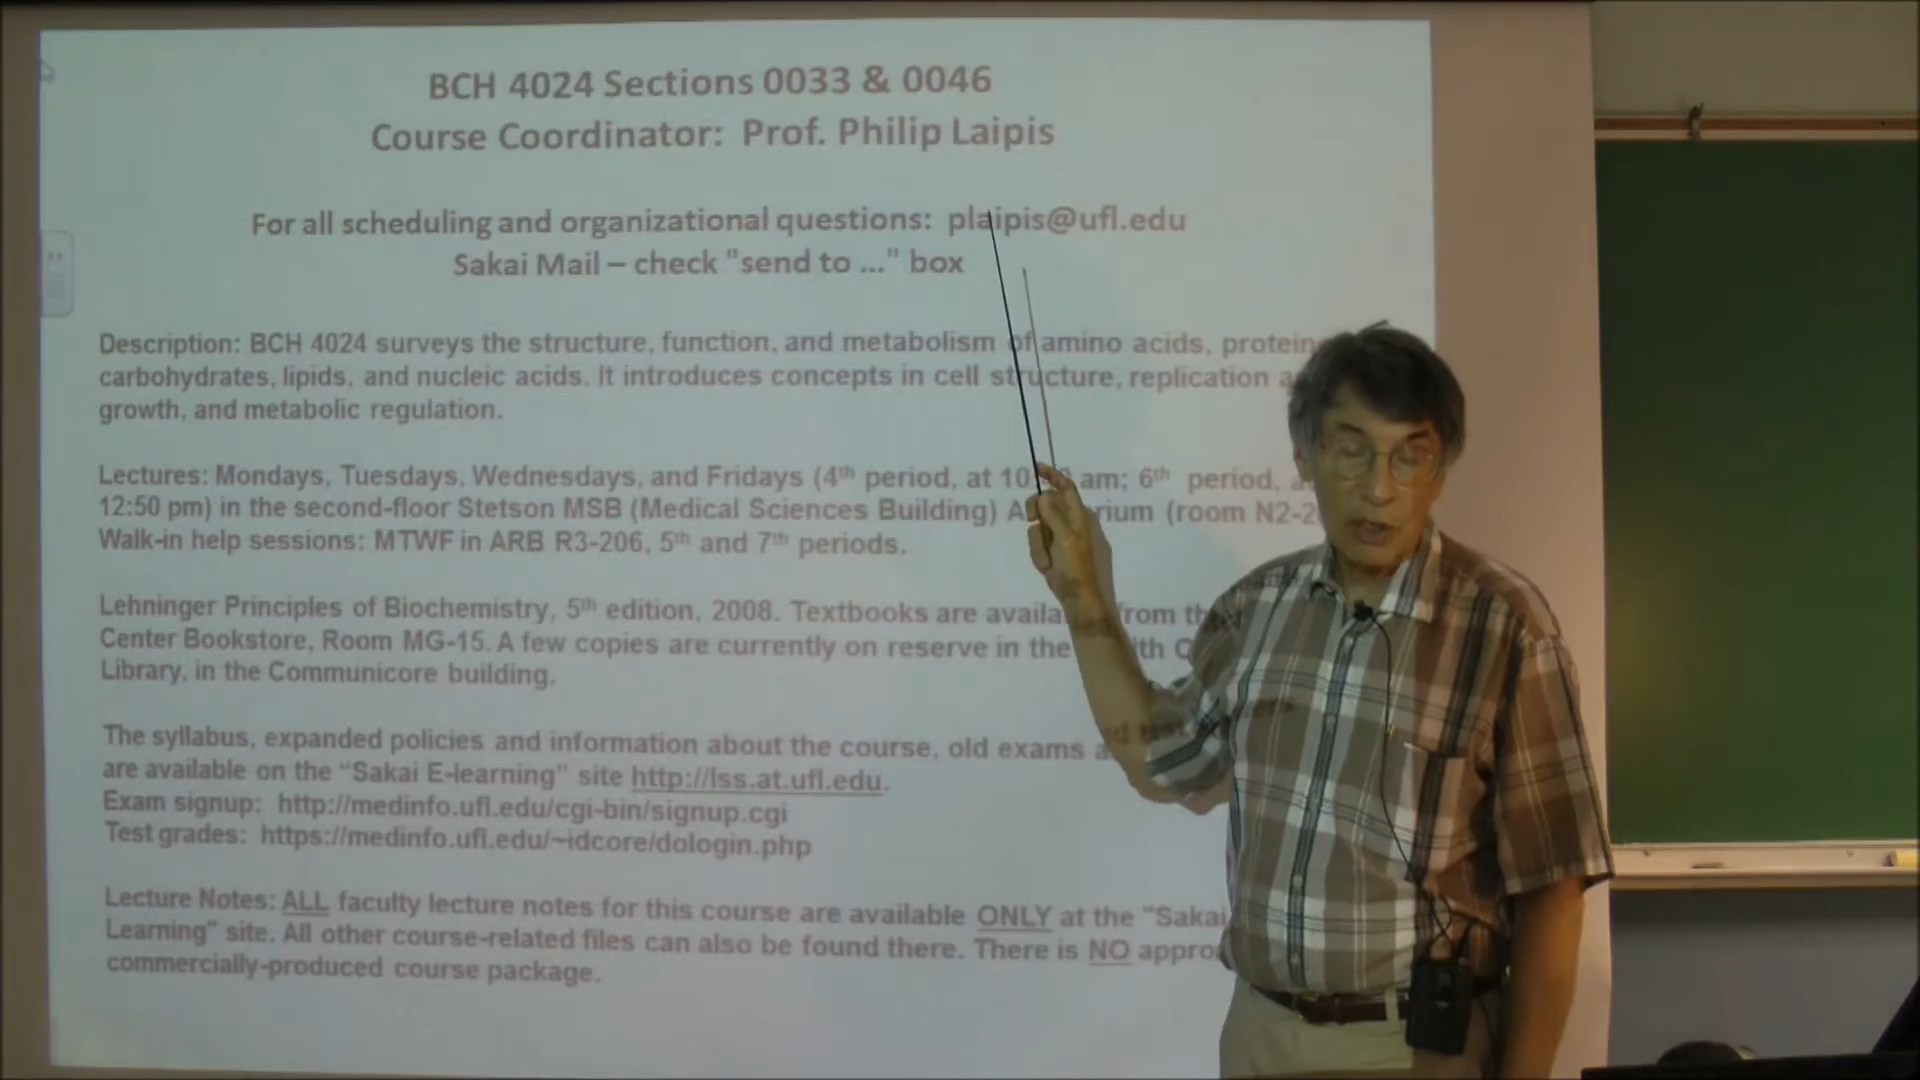 BCH 4024 Sections 0033 & 0046
Course Coordinator: Prof. Philip Laipis
For all scheduling and organizational questions: plaipis@ufl.edu
Sakai Mail – check "send to ..." box
Description: BCH 4024 surveys the structure, function, and metabolism of amino acids,
carbohydrates, lipids, and nucleic acids. It introduces concepts in cell structure, replication
growth, and metabolic regulation.
Lectures: Mondays, Tuesdays, Wednesdays, and Fridays (4th period, at am; 6th period,
12:50 pm) in the second-floor Stetson MSB (Medical Sciences Building) (room
Walk-in help sessions: MTWF in ARB R3-206, 5th and 7th periods.
Lehninger Principles of Biochemistry, 5th edition, 2008. Textbooks are from
Center Bookstore, Room MG-15. A few copies are currently on reserve in the
Library, in the Communicore building.
The syllabus, expanded policies and information about the course, old exams
are available on the “Sakai E-learning” site http://lss.at.ufl.edu.
Exam signup: http://medinfo.ufl.edu/cgi-bin/signup.cgi
Test grades: https://medinfo.ufl.edu/~idcore/dologin.php
Lecture Notes: ALL faculty lecture notes for this course are available ONLY at the "Sakai
Learning" site. All other course-related files can also be found there. There is NO
commercially-produced course package.